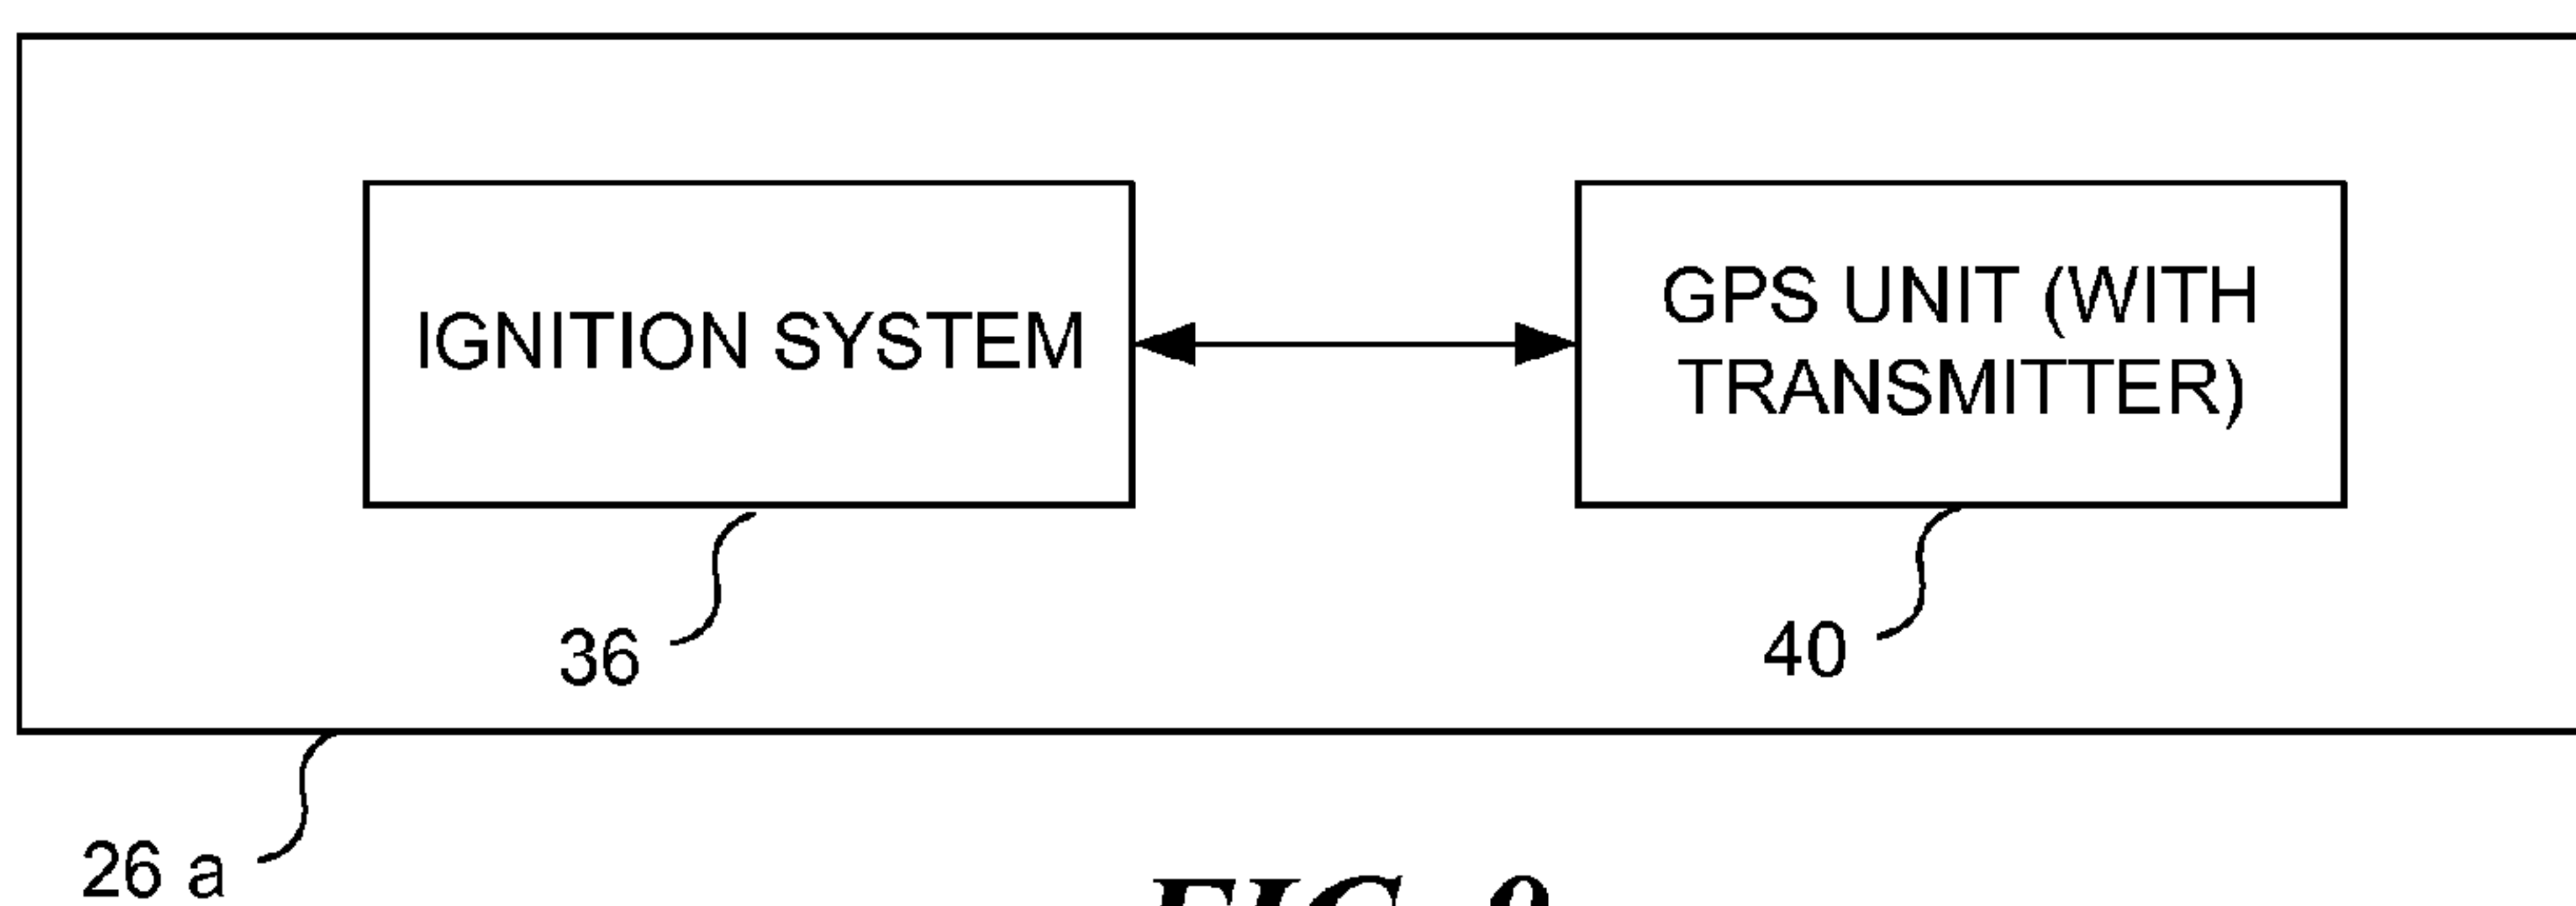 IGNITION SYSTEM
GPS UNIT (WITH
TRANSMITTER)
36
40
26 a